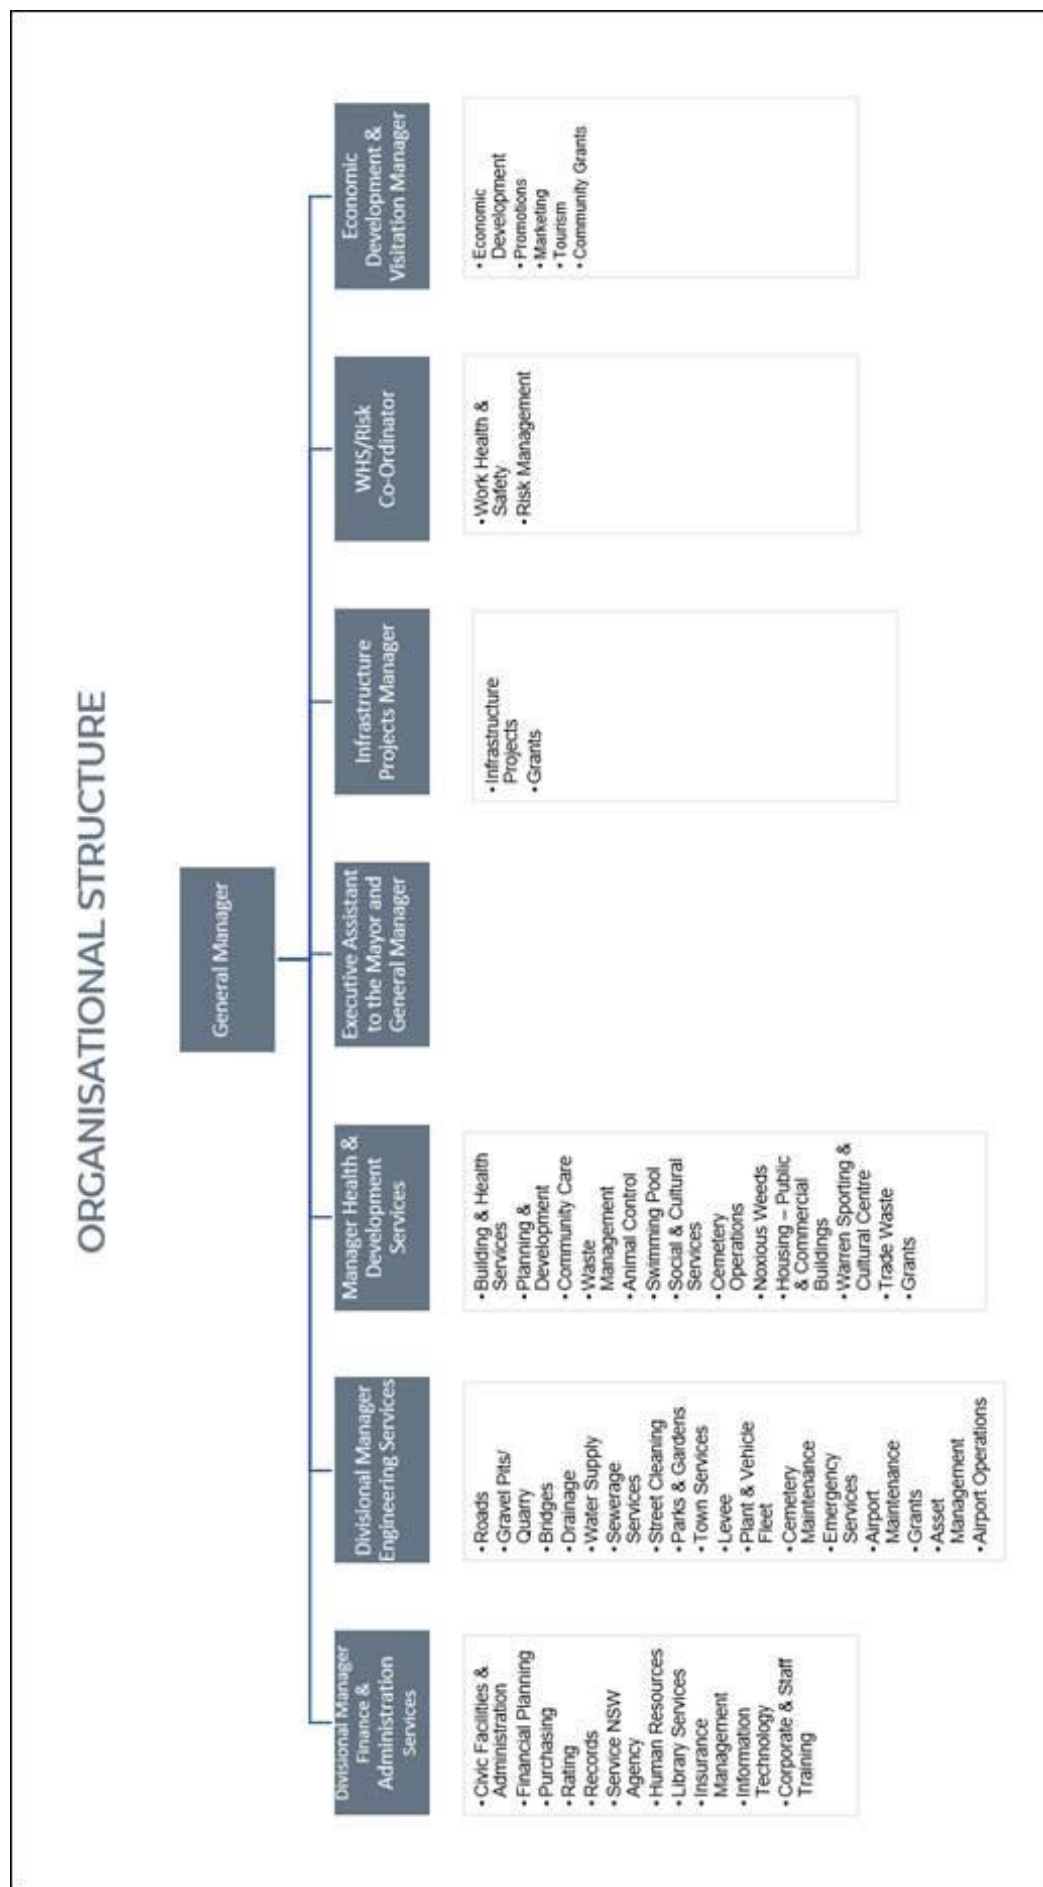 ORGANISATIONAL STRUCTURE
General Manager
Divisional Manager
Finance &
Administration
Services
• Civic Facilities &
Administration
• Financial Planning
• Purchasing
• Rating
• Records
• Service NSW
Agency
• Human Resources
• Library Services
• Insurance
Management
• Information
Technology
• Corporate & Staff
Training
Divisional Manager
Engineering Services
• Roads
• Gravel Pits/
Quarry
• Bridges
• Drainage
• Water Supply
• Sewerage
Services
• Street Cleaning
• Parks & Gardens
• Town Services
• Levee
• Plant & Vehicle
Fleet
• Cemetery
Maintenance
• Emergency
Services
• Airport
Maintenance
• Grants
• Asset
Management
• Airport Operations
Manager Health &
Development
Services
• Building & Health
Services
• Planning &
Development
• Community Care
• Waste
Management
• Animal Control
• Swimming Pool
• Social & Cultural
Services
• Cemetery
Operations
• Noxious Weeds
• Housing – Public
& Commercial
Buildings
• Warren Sporting &
Cultural Centre
• Trade Waste
• Grants
Executive Assistant
to the Mayor and
General Manager
Infrastructure
Projects Manager
• Infrastructure
Projects
• Grants
WHS/Risk
Co-Ordinator
• Work Health &
Safety
• Risk Management
Economic
Development &
Visitation Manager
• Economic
Development
• Promotions
• Marketing
• Tourism
• Community Grants